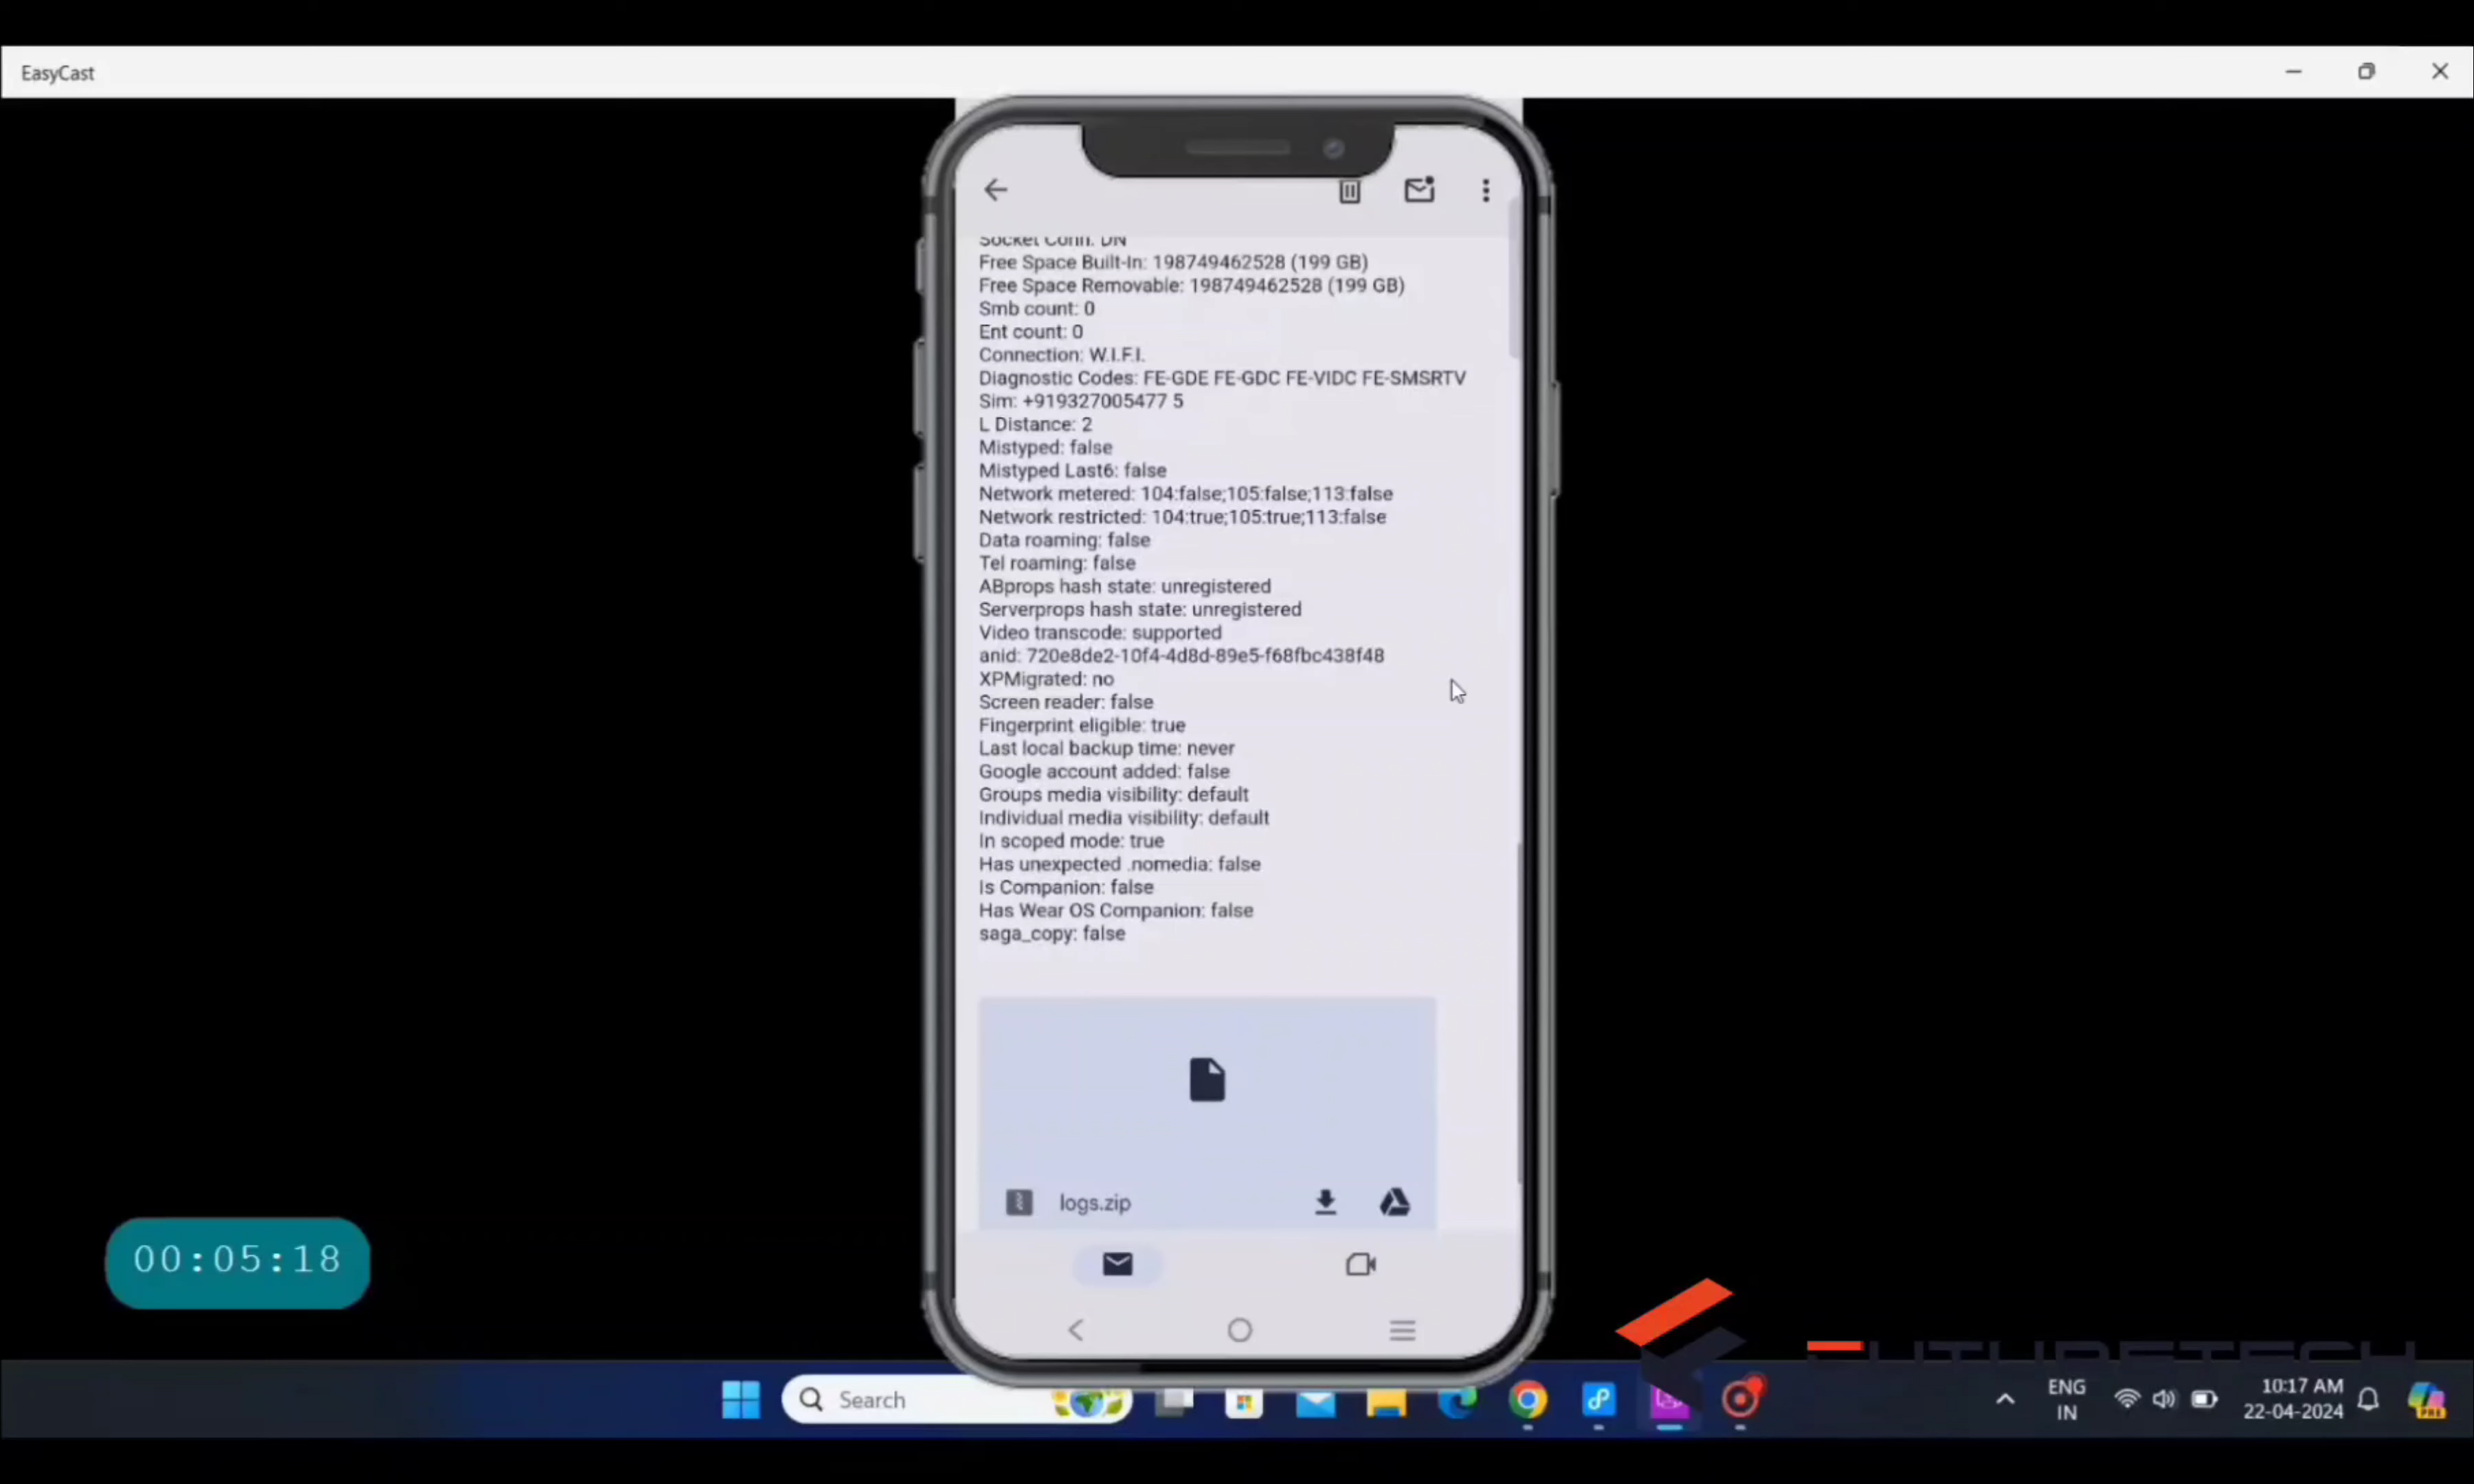 EasyCast
Socket Conn: DN
Free Space Built-In: 198749462528 (199 GB)
Free Space Removable: 198749462528 (199 GB)
Smb count: 0
Ent count: 0
Connection: W.I.F.I.
Diagnostic Codes: FE-GDE FE-GDC FE-VIDC FE-SMSRTV
Sim: +919327005477 5
L Distance: 2
Mistyped: false
Mistyped Last6: false
Network metered: 104:false;105:false;113:false
Network restricted: 104:true;105:true;113:false
Data roaming: false
Tel roaming: false
ABprops hash state: unregistered
Serverprops hash state: unregistered
Video transcode: supported
anid: 720e8de2-10f4-4d8d-89e5-f68fbc438f48
XPMigrated: no
Screen reader: false
Fingerprint eligible: true
Last local backup time: never
Google account added: false
Groups media visibility: default
Individual media visibility: default
In scoped mode: true
Has unexpected .nomedia: false
Is Companion: false
Has Wear OS Companion: false
saga_copy: false
logs.zip
00:05:18
FUTURETECH
Search
ENG
IN
10:17 AM
22-04-2024
PRE